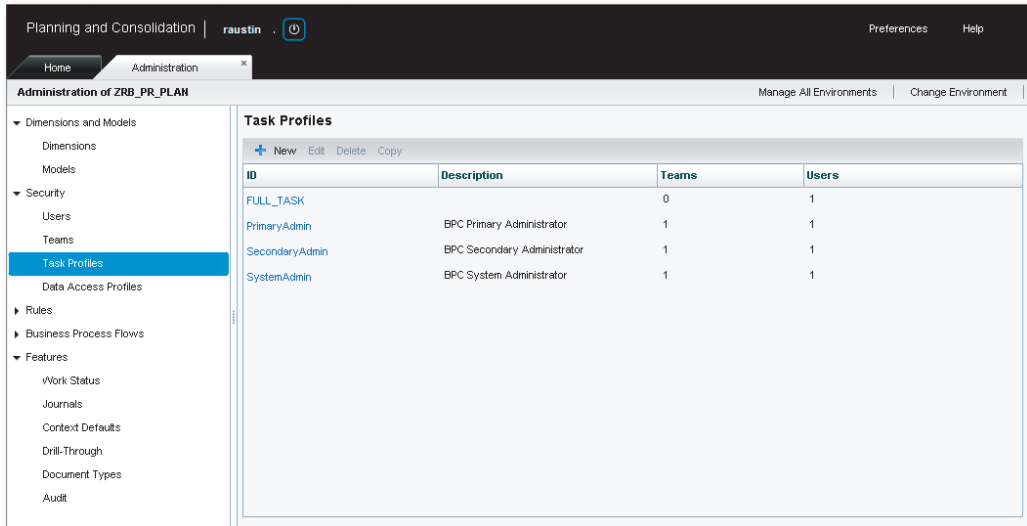 Planning and Consolidation | raustin .
Preferences Help
Home Administration ×
Administration of ZRB_PR_PLAN
Manage All Environments | Change Environment |
Dimensions and Models
Dimensions
Models
Security
Users
Teams
Task Profiles
Data Access Profiles
Rules
Business Process Flows
Features
Work Status
Journals
Context Defaults
Drill-Through
Document Types
Audit
Task Profiles
New Edit Delete Copy
ID Description Teams Users
FULL_TASK 0 1
PrimaryAdmin BPC Primary Administrator 1 1
SecondaryAdmin BPC Secondary Administrator 1 1
SystemAdmin BPC System Administrator 1 1